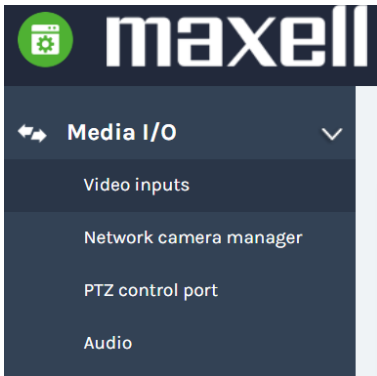 maxell
Media I/O
Video inputs
Network camera manager
PTZ control port
Audio